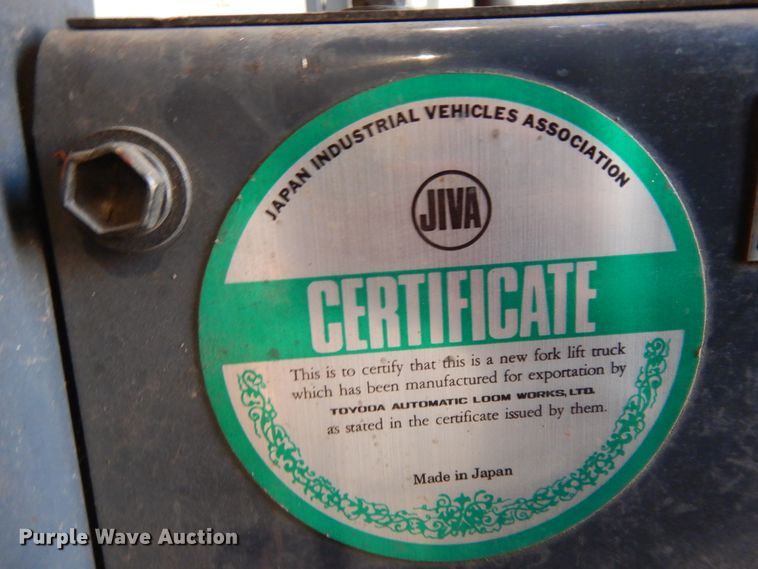 JAPAN INDUSTRIAL VEHICLES ASSOCIATION
JIVA
CERTIFICATE
This is to certify that this is a new fork lift truck
which has been manufactured for exportation by
TOYODA AUTOMATIC LOOM WORKS, LTD.
as stated in the certificate issued by them.
Made in Japan
Purple Wave Auction